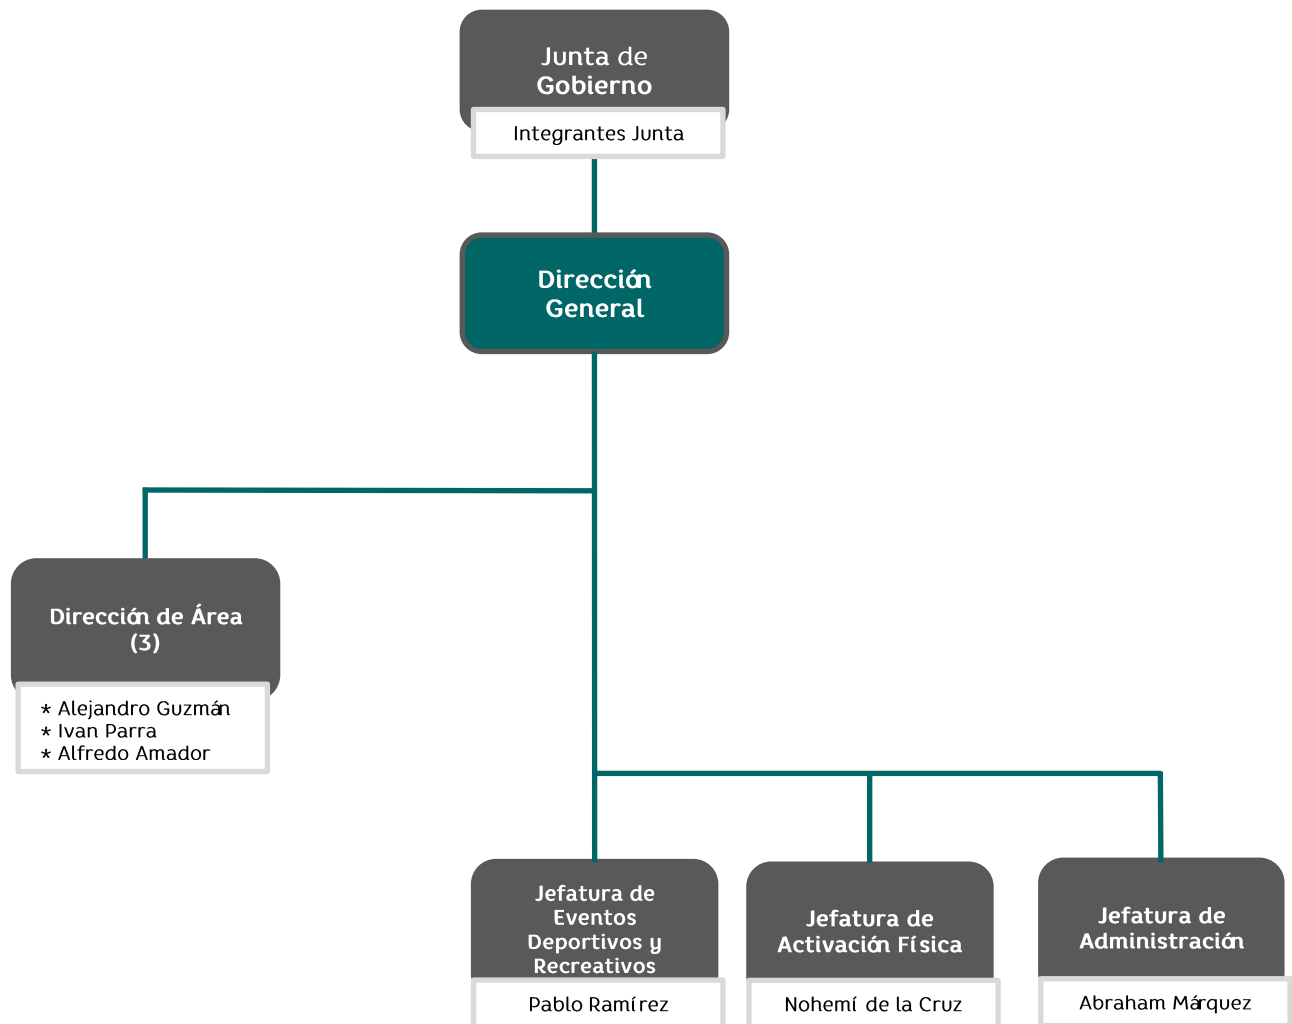 Junta de
Gobierno
Integrantes Junta
Dirección
General
Dirección de Área
(3)
* Alejandro Guzmán
* Ivan Parra
* Alfredo Amador
Jefatura de
Eventos
Deportivos y
Recreativos
Pablo Ramírez
Jefatura de
Activación Física
Nohemí de la Cruz
Jefatura de
Administración
Abraham Márquez